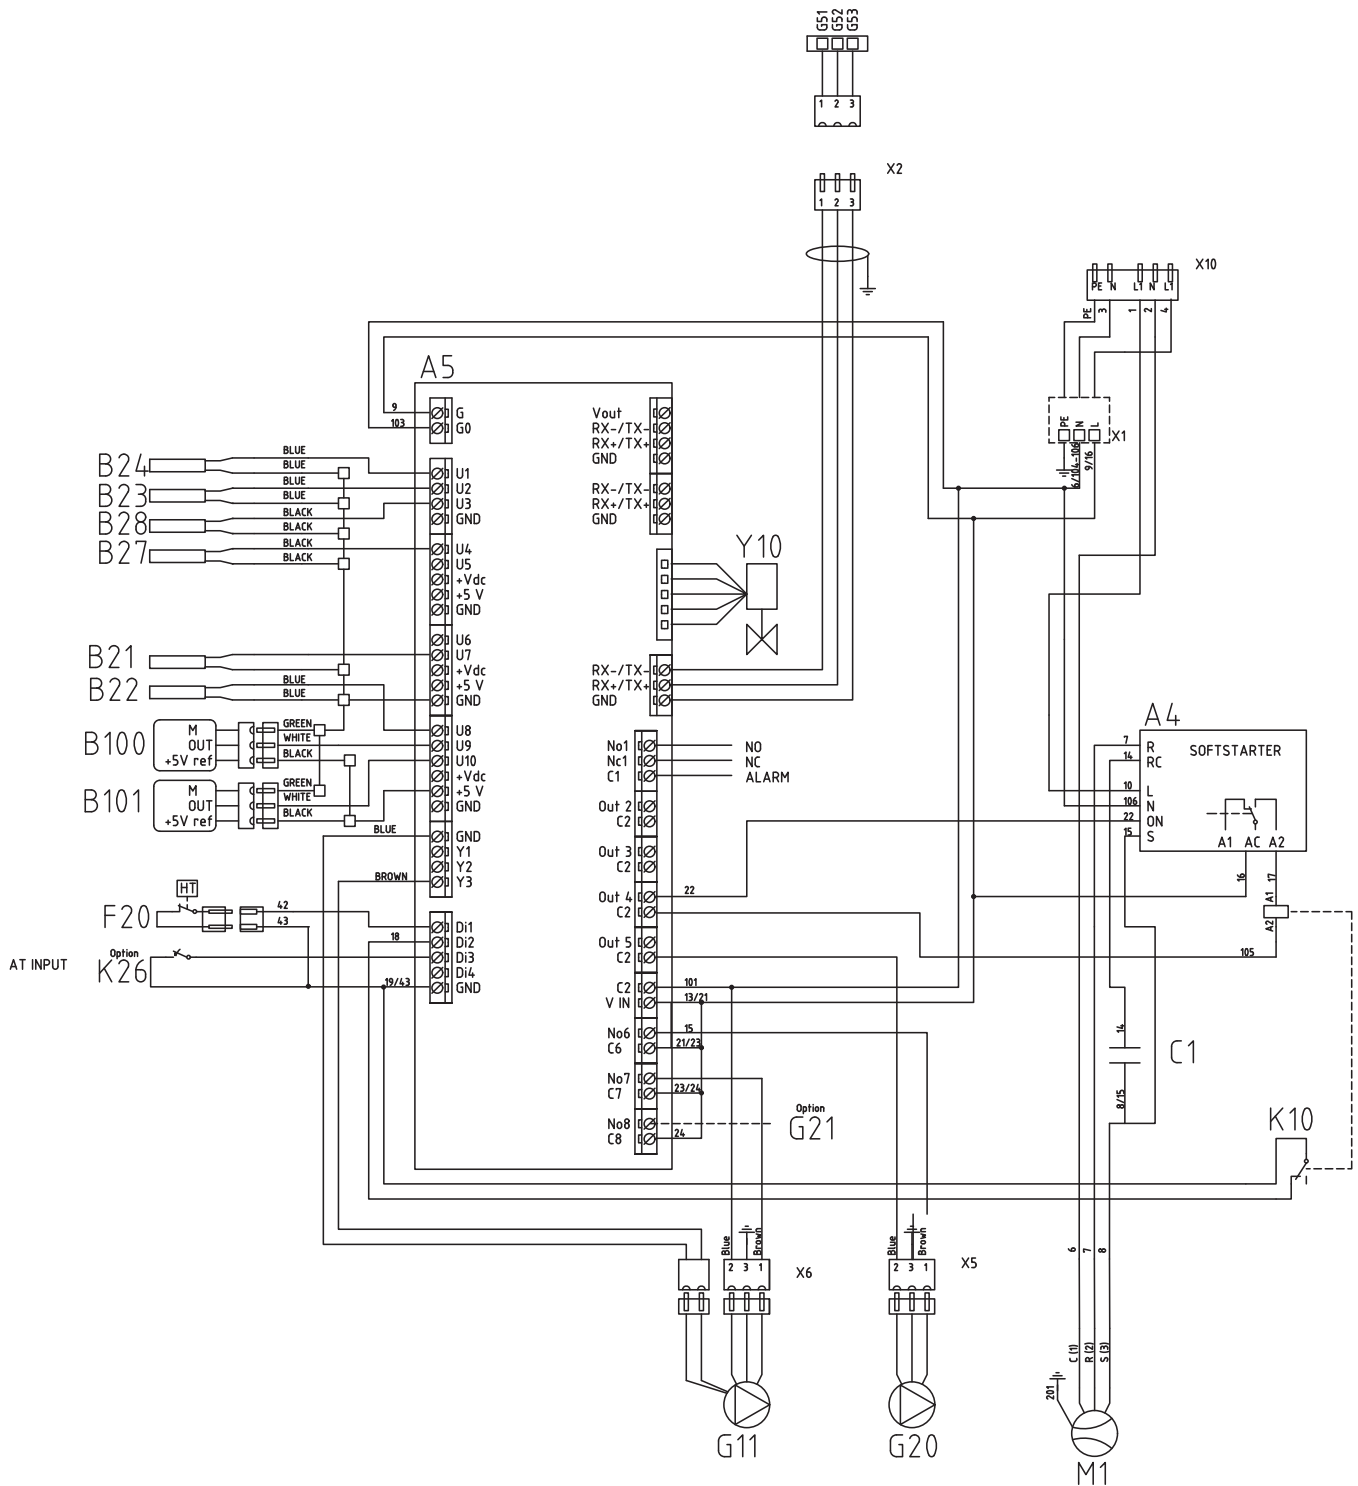 G51 G52 G53
1 2 3
X2
1 2 3
X10
PE N L1 N L1
PE 3 1 2 4
A5
9 G
103 G0
Vout
RX-/TX-
RX+/TX+
GND
PE N L
X1
6/104-106
9/16
B24
BLUE
BLUE
B23
BLUE
BLUE
B28
BLACK
BLACK
B27
BLACK
U1
U2
U3
GND
RX-/TX-
RX+/TX+
GND
U4
U5
+Vdc
+5 V
GND
Y10
B21
B22
BLUE
BLUE
U6
U7
+Vdc
+5 V
GND
RX-/TX-
RX+/TX+
GND
B100
M
OUT
+5V ref
GREEN
WHITE
BLACK
B101
M
OUT
+5V ref
GREEN
WHITE
BLACK
U8
U9
U10
+Vdc
+5 V
GND
No1 NO
Nc1 NC
C1 ALARM
Out 2
C2
A4
SOFTSTARTER
7 R
14 RC
10 L
106 N
22 ON
15 S
A1 AC A2
16 17
A1
A2
BLUE
BROWN
GND
Y1
Y2
Y3
Out 3
C2
Out 4 22
C2
Out 5
C2
105
HT
F20
42
43
18
Option
K26
AT INPUT
19/43
Di1
Di2
Di3
Di4
GND
C2 101
V IN 13/21
No6 15
C6 21/23
No7
C7 23/24
No8
C8 24
Option
G21
14
C1
8/15
K10
Blue Brown
2 3 1
X6
Blue Brown
2 3 1
X5
6 7 8
C (1) R (2) S (3)
201
G11
G20
M1